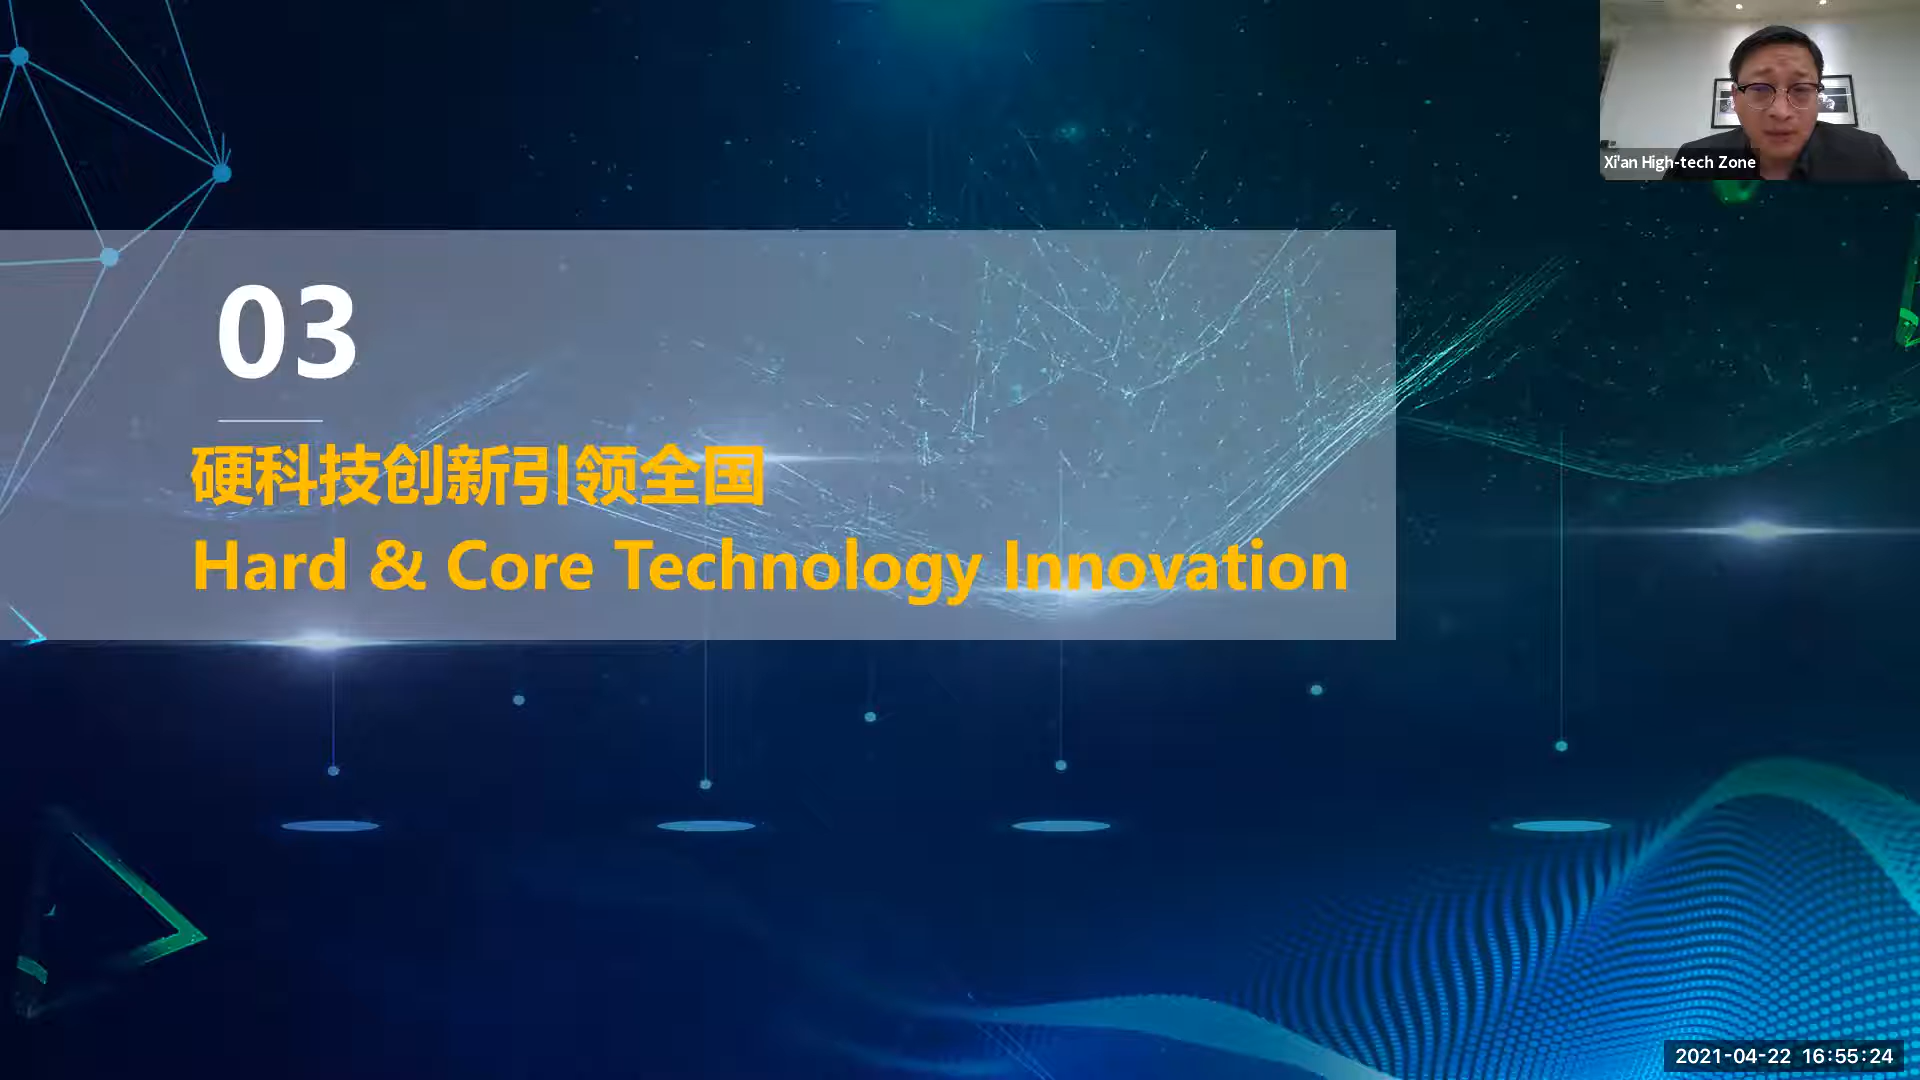 Xi'an High-tech Zone
03
硬科技创新引领全国
Hard & Core Technology Innovation
2021-04-22 16:55:24